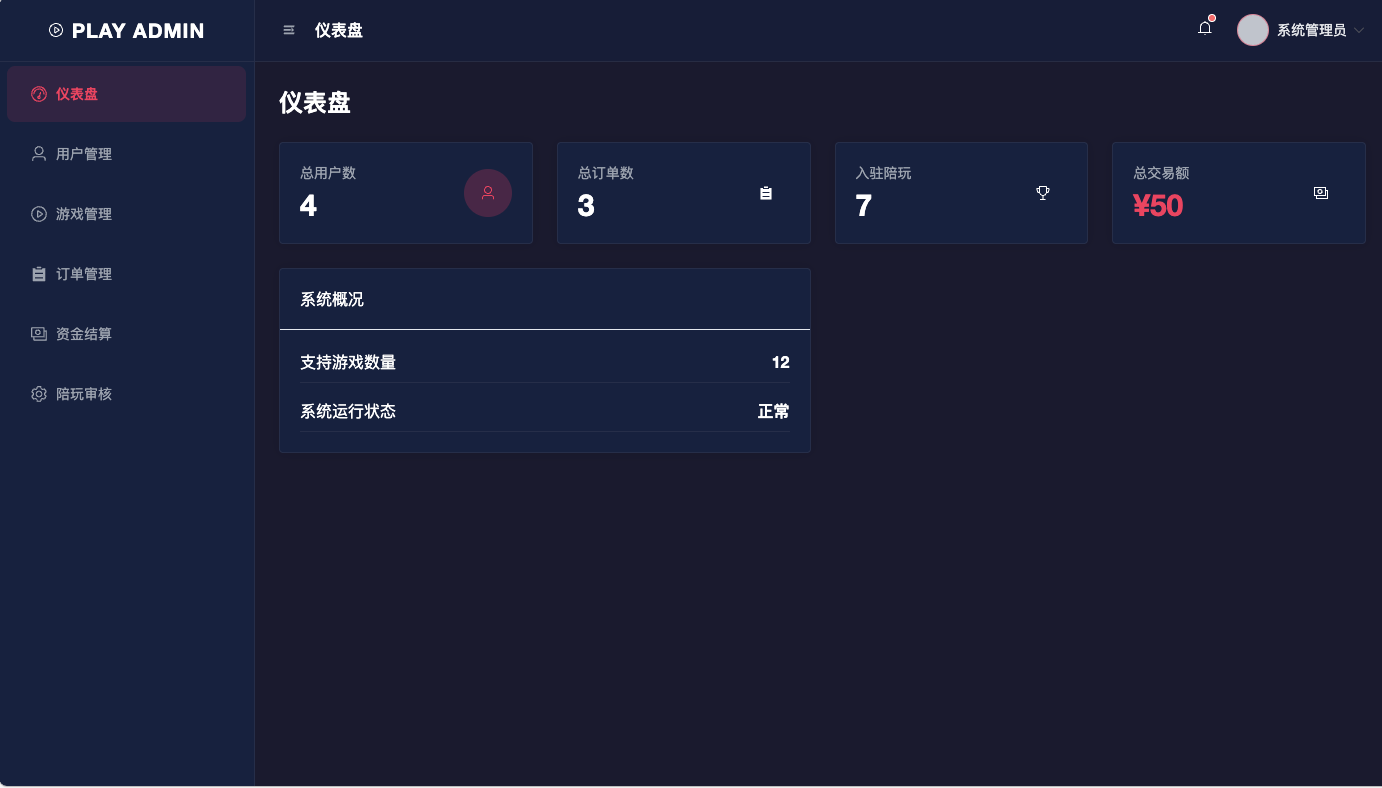 PLAY ADMIN
仪表盘
系统管理员
仪表盘
用户管理
游戏管理
订单管理
资金结算
陪玩审核
仪表盘
总用户数
4
总订单数
3
入驻陪玩
7
总交易额
¥50
系统概况
支持游戏数量 12
系统运行状态 正常